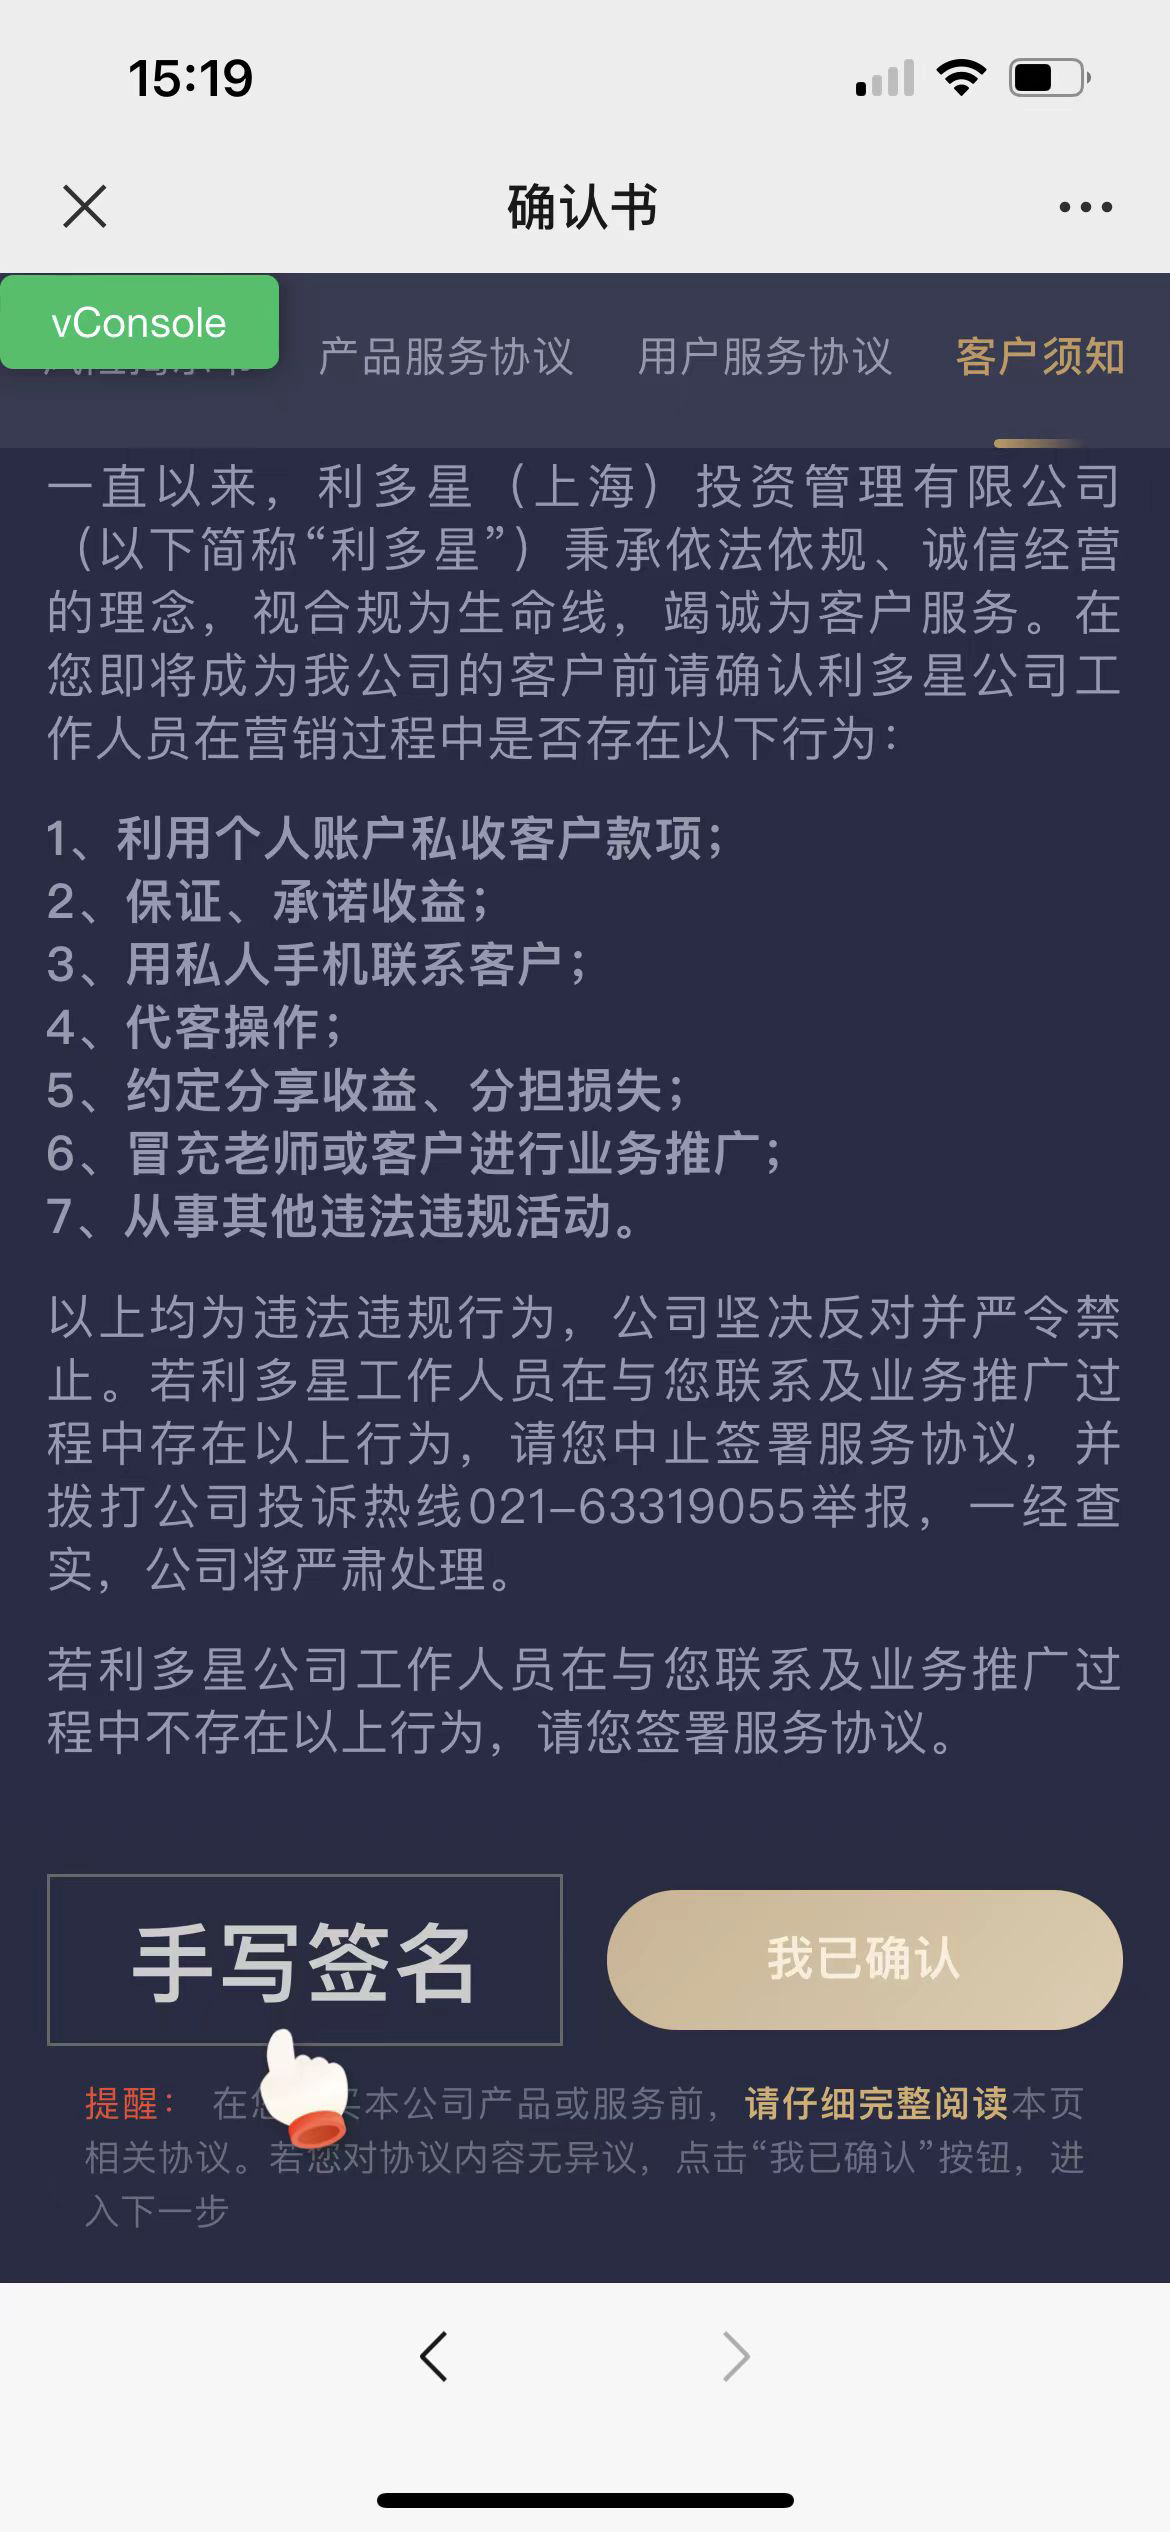 15:19
确认书
vConsole
产品服务协议 用户服务协议 客户须知
一直以来，利多星（上海）投资管理有限公司
（以下简称“利多星”）秉承依法依规、诚信经营
的理念，视合规为生命线，竭诚为客户服务。在
您即将成为我公司的客户前请确认利多星公司工
作人员在营销过程中是否存在以下行为：
1、利用个人账户私收客户款项；
2、保证、承诺收益；
3、用私人手机联系客户；
4、代客操作；
5、约定分享收益、分担损失；
6、冒充老师或客户进行业务推广；
7、从事其他违法违规活动。
以上均为违法违规行为，公司坚决反对并严令禁
止。若利多星工作人员在与您联系及业务推广过
程中存在以上行为，请您中止签署服务协议，并
拨打公司投诉热线021-63319055举报，一经查
实，公司将严肃处理。
若利多星公司工作人员在与您联系及业务推广过
程中不存在以上行为，请您签署服务协议。
手写签名
我已确认
提醒： 在您买本公司产品或服务前，请仔细完整阅读本页
相关协议。若您对协议内容无异议，点击“我已确认”按钮，进
入下一步